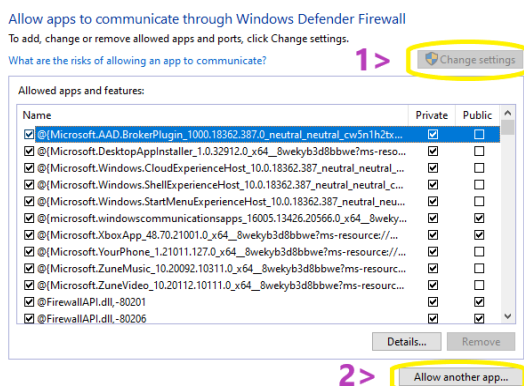 Allow apps to communicate through Windows Defender Firewall
To add, change or remove allowed apps and ports, click Change settings.
What are the risks of allowing an app to communicate?
1>
Change settings
Allowed apps and features:
Name Private Public
@{Microsoft.AAD.BrokerPlugin_1000.18362.387.0_neutral_neutral_cw5n1h2tx...
@{Microsoft.DesktopAppInstaller_1.0.32912.0_x64__8wekyb3d8bbwe?ms-reso...
@{Microsoft.Windows.CloudExperienceHost_10.0.18362.387_neutral_neutral_...
@{Microsoft.Windows.ShellExperienceHost_10.0.18362.387_neutral_neutral_c...
@{Microsoft.Windows.StartMenuExperienceHost_10.0.18362.387_neutral_neu...
@{microsoft.windowscommunicationsapps_16005.13426.20566.0_x64__8weky...
@{Microsoft.XboxApp_48.70.21001.0_x64__8wekyb3d8bbwe?ms-resource://...
@{Microsoft.YourPhone_1.21011.127.0_x64__8wekyb3d8bbwe?ms-resource://...
@{Microsoft.ZuneMusic_10.20092.10311.0_x64__8wekyb3d8bbwe?ms-resourc...
@{Microsoft.ZuneVideo_10.20112.10111.0_x64__8wekyb3d8bbwe?ms-resourc...
@FirewallAPI.dll,-80201
@FirewallAPI.dll,-80206
Details... Remove
2>
Allow another app...